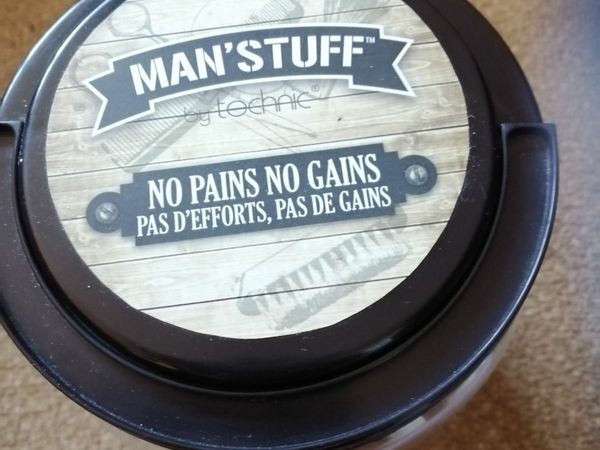 MAN'STUFF™
by technic®
NO PAINS NO GAINS
PAS D'EFFORTS, PAS DE GAINS